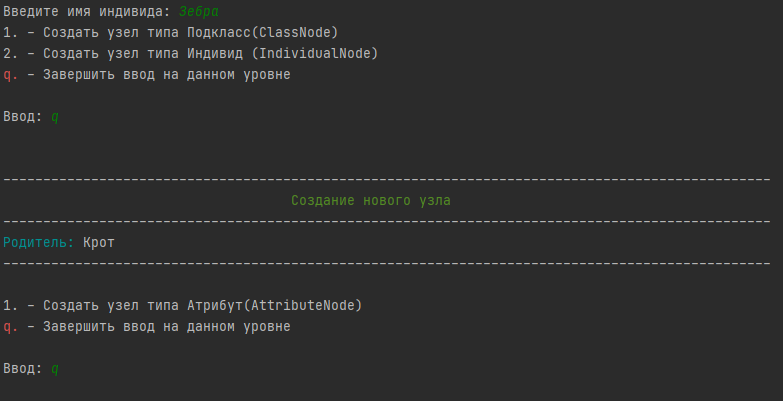 Введите имя индивида: Зебра
1. – Создать узел типа Подкласс(ClassNode)
2. – Создать узел типа Индивид (IndividualNode)
q. – Завершить ввод на данном уровне
Ввод: q
------------------------------------------------------------------------------------------------
Создание нового узла
------------------------------------------------------------------------------------------------
Родитель: Крот
------------------------------------------------------------------------------------------------
1. – Создать узел типа Атрибут(AttributeNode)
q. – Завершить ввод на данном уровне
Ввод: q